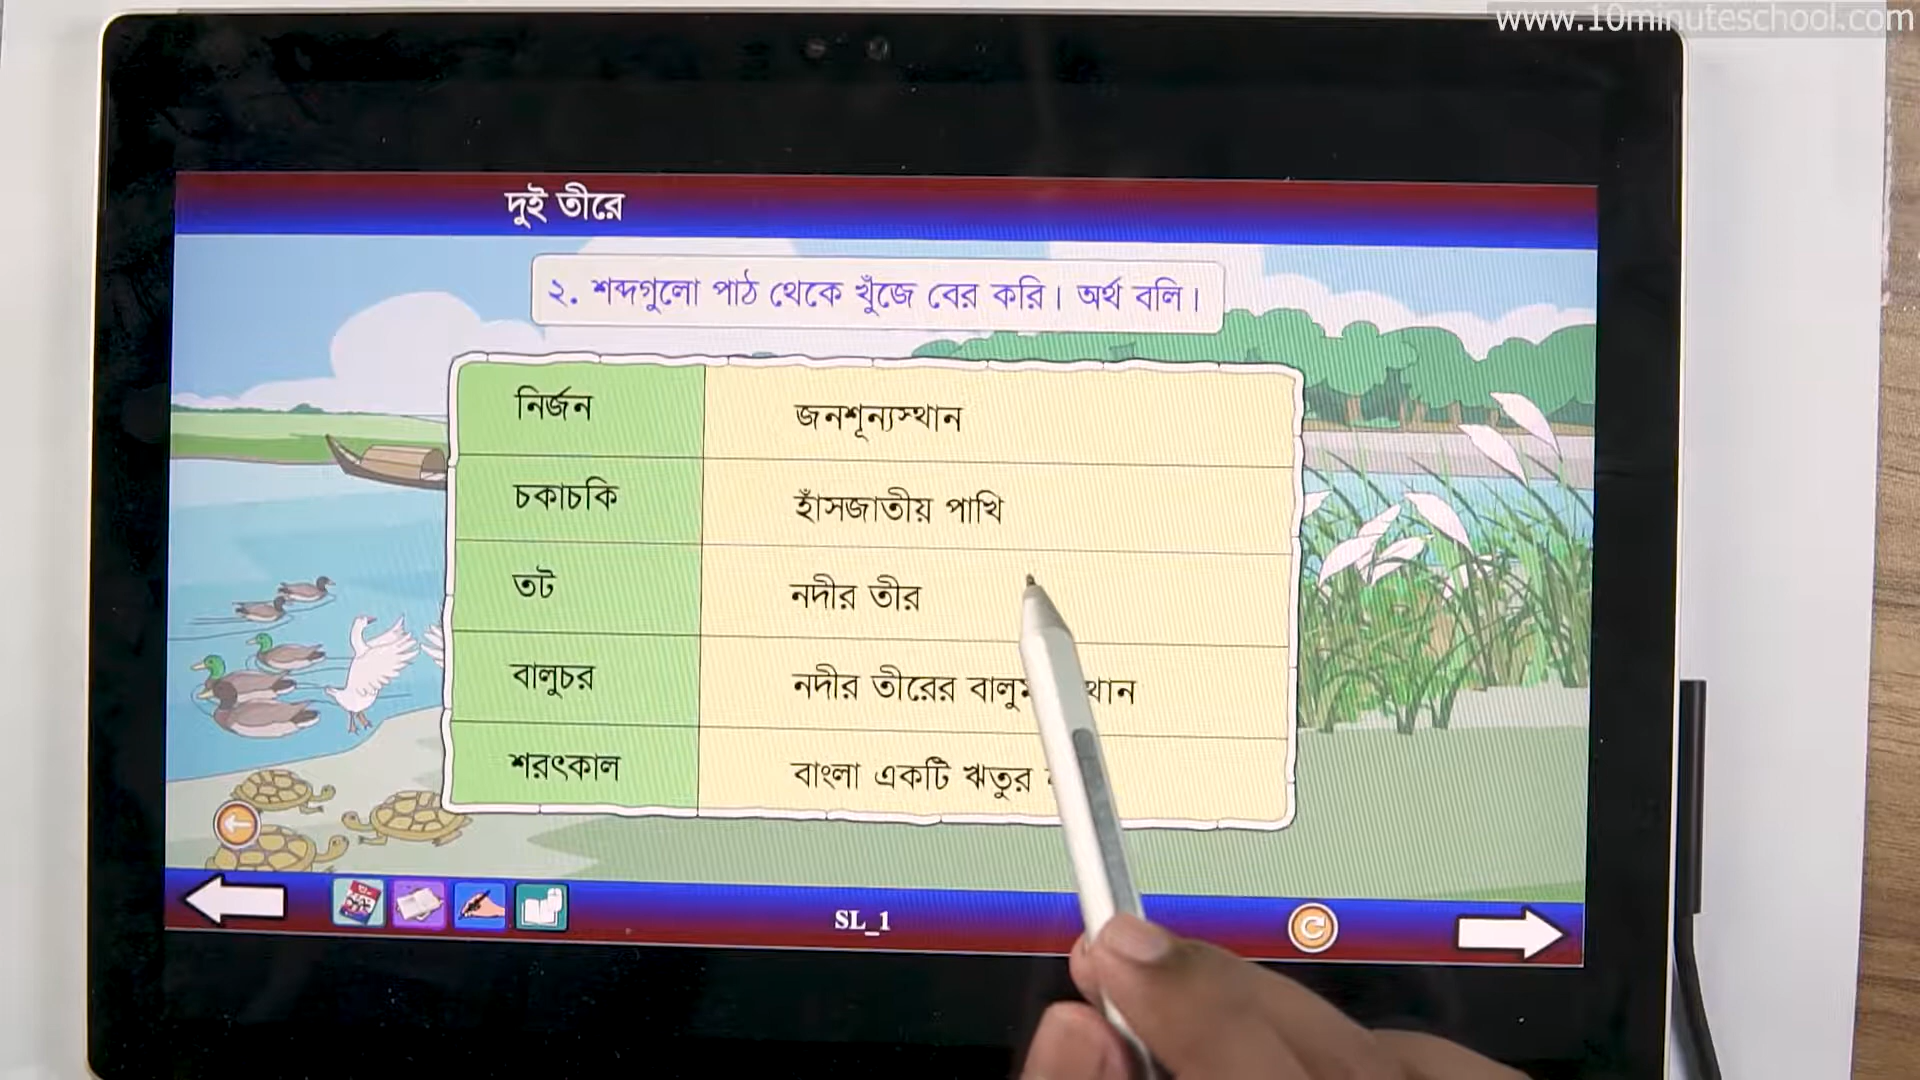 www.10minuteschool.com
দুই তীরে
২. শব্দগুলো পাঠ থেকে খুঁজে বের করি। অর্থ বলি।
নির্জন জনশূন্যস্থান
চকাচকি হাঁসজাতীয় পাখি
তট নদীর তীর
বালুচর নদীর তীরের
শরৎকাল বাংলা একটি ঋতুর
SL_1